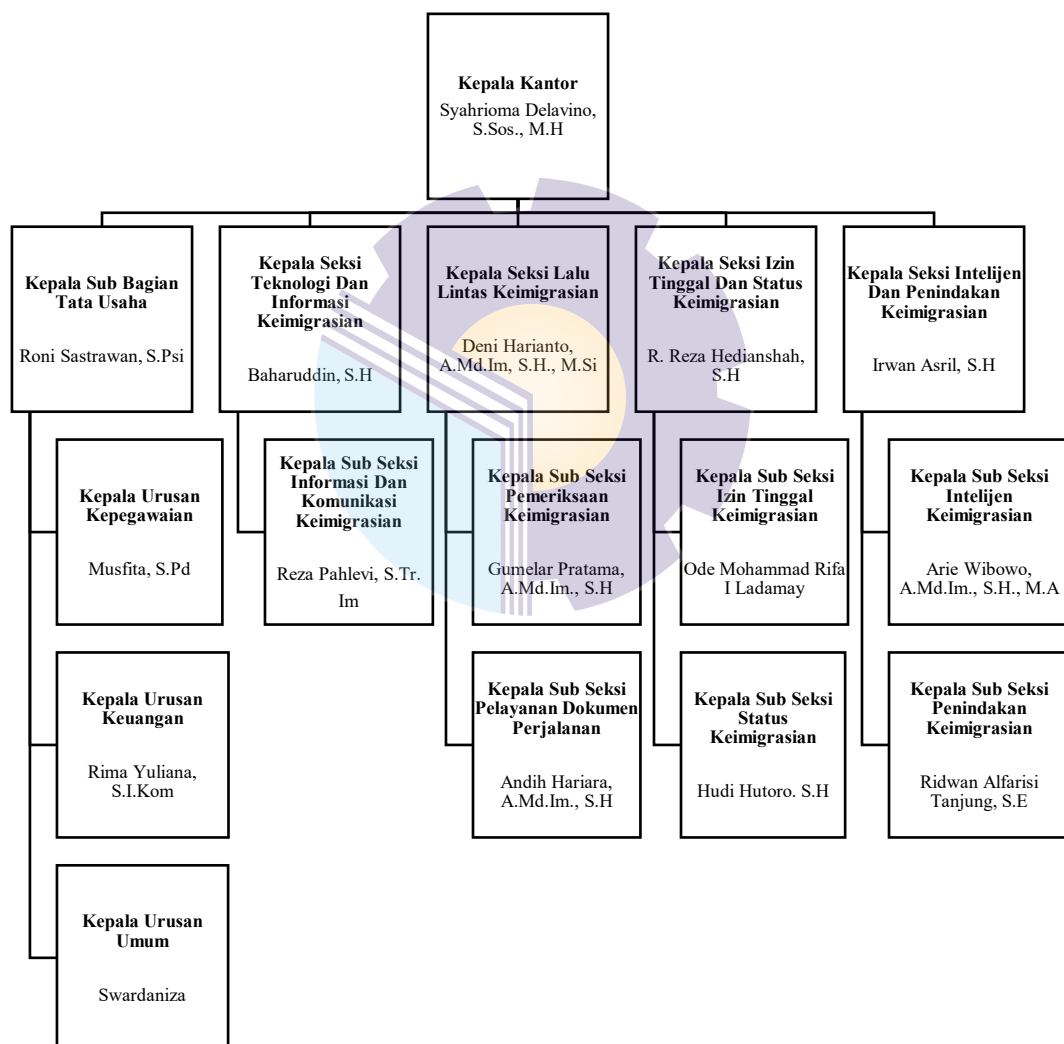 Kepala Kantor
Syahrioma Delavino,
S.Sos., M.H
Kepala Sub Bagian
Tata Usaha
Roni Sastrawan, S.Psi
Kepala Seksi
Teknologi Dan
Informasi
Keimigrasian
Baharuddin, S.H
Kepala Seksi Lalu
Lintas Keimigrasian
Deni Harianto,
A.Md.Im, S.H., M.Si
Kepala Seksi Izin
Tinggal Dan Status
Keimigrasian
R. Reza Hedianshah,
S.H
Kepala Seksi Intelijen
Dan Penindakan
Keimigrasian
Irwan Asril, S.H
Kepala Urusan
Kepegawaian
Musfita, S.Pd
Kepala Sub Seksi
Informasi Dan
Komunikasi
Keimigrasian
Reza Pahlevi, S.Tr.
Im
Kepala Sub Seksi
Pemeriksaan
Keimigrasian
Gumelar Pratama,
A.Md.Im., S.H
Kepala Sub Seksi
Izin Tinggal
Keimigrasian
Ode Mohammad Rifa
I Ladamay
Kepala Sub Seksi
Intelijen
Keimigrasian
Arie Wibowo,
A.Md.Im., S.H., M.A
Kepala Urusan
Keuangan
Rima Yuliana,
S.I.Kom
Kepala Sub Seksi
Pelayanan Dokumen
Perjalanan
Andih Hariara,
A.Md.Im., S.H
Kepala Sub Seksi
Status
Keimigrasian
Hudi Hutoro. S.H
Kepala Sub Seksi
Penindakan
Keimigrasian
Ridwan Alfarisi
Tanjung, S.E
Kepala Urusan
Umum
Swardaniza